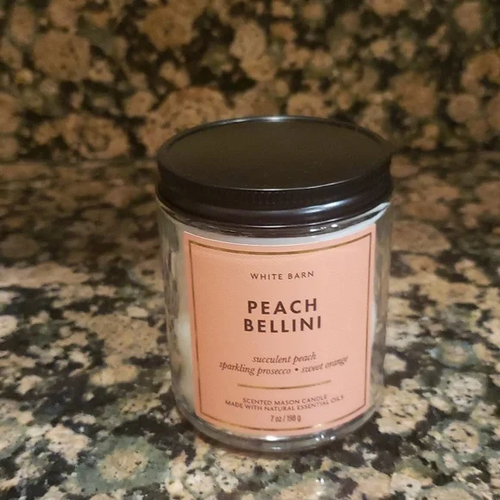 WHITE BARN
PEACH
BELLINI
succulent peach
sparkling prosecco • sweet orange
SCENTED MASON CANDLE
MADE WITH NATURAL ESSENTIAL OILS
7 oz / 198 g